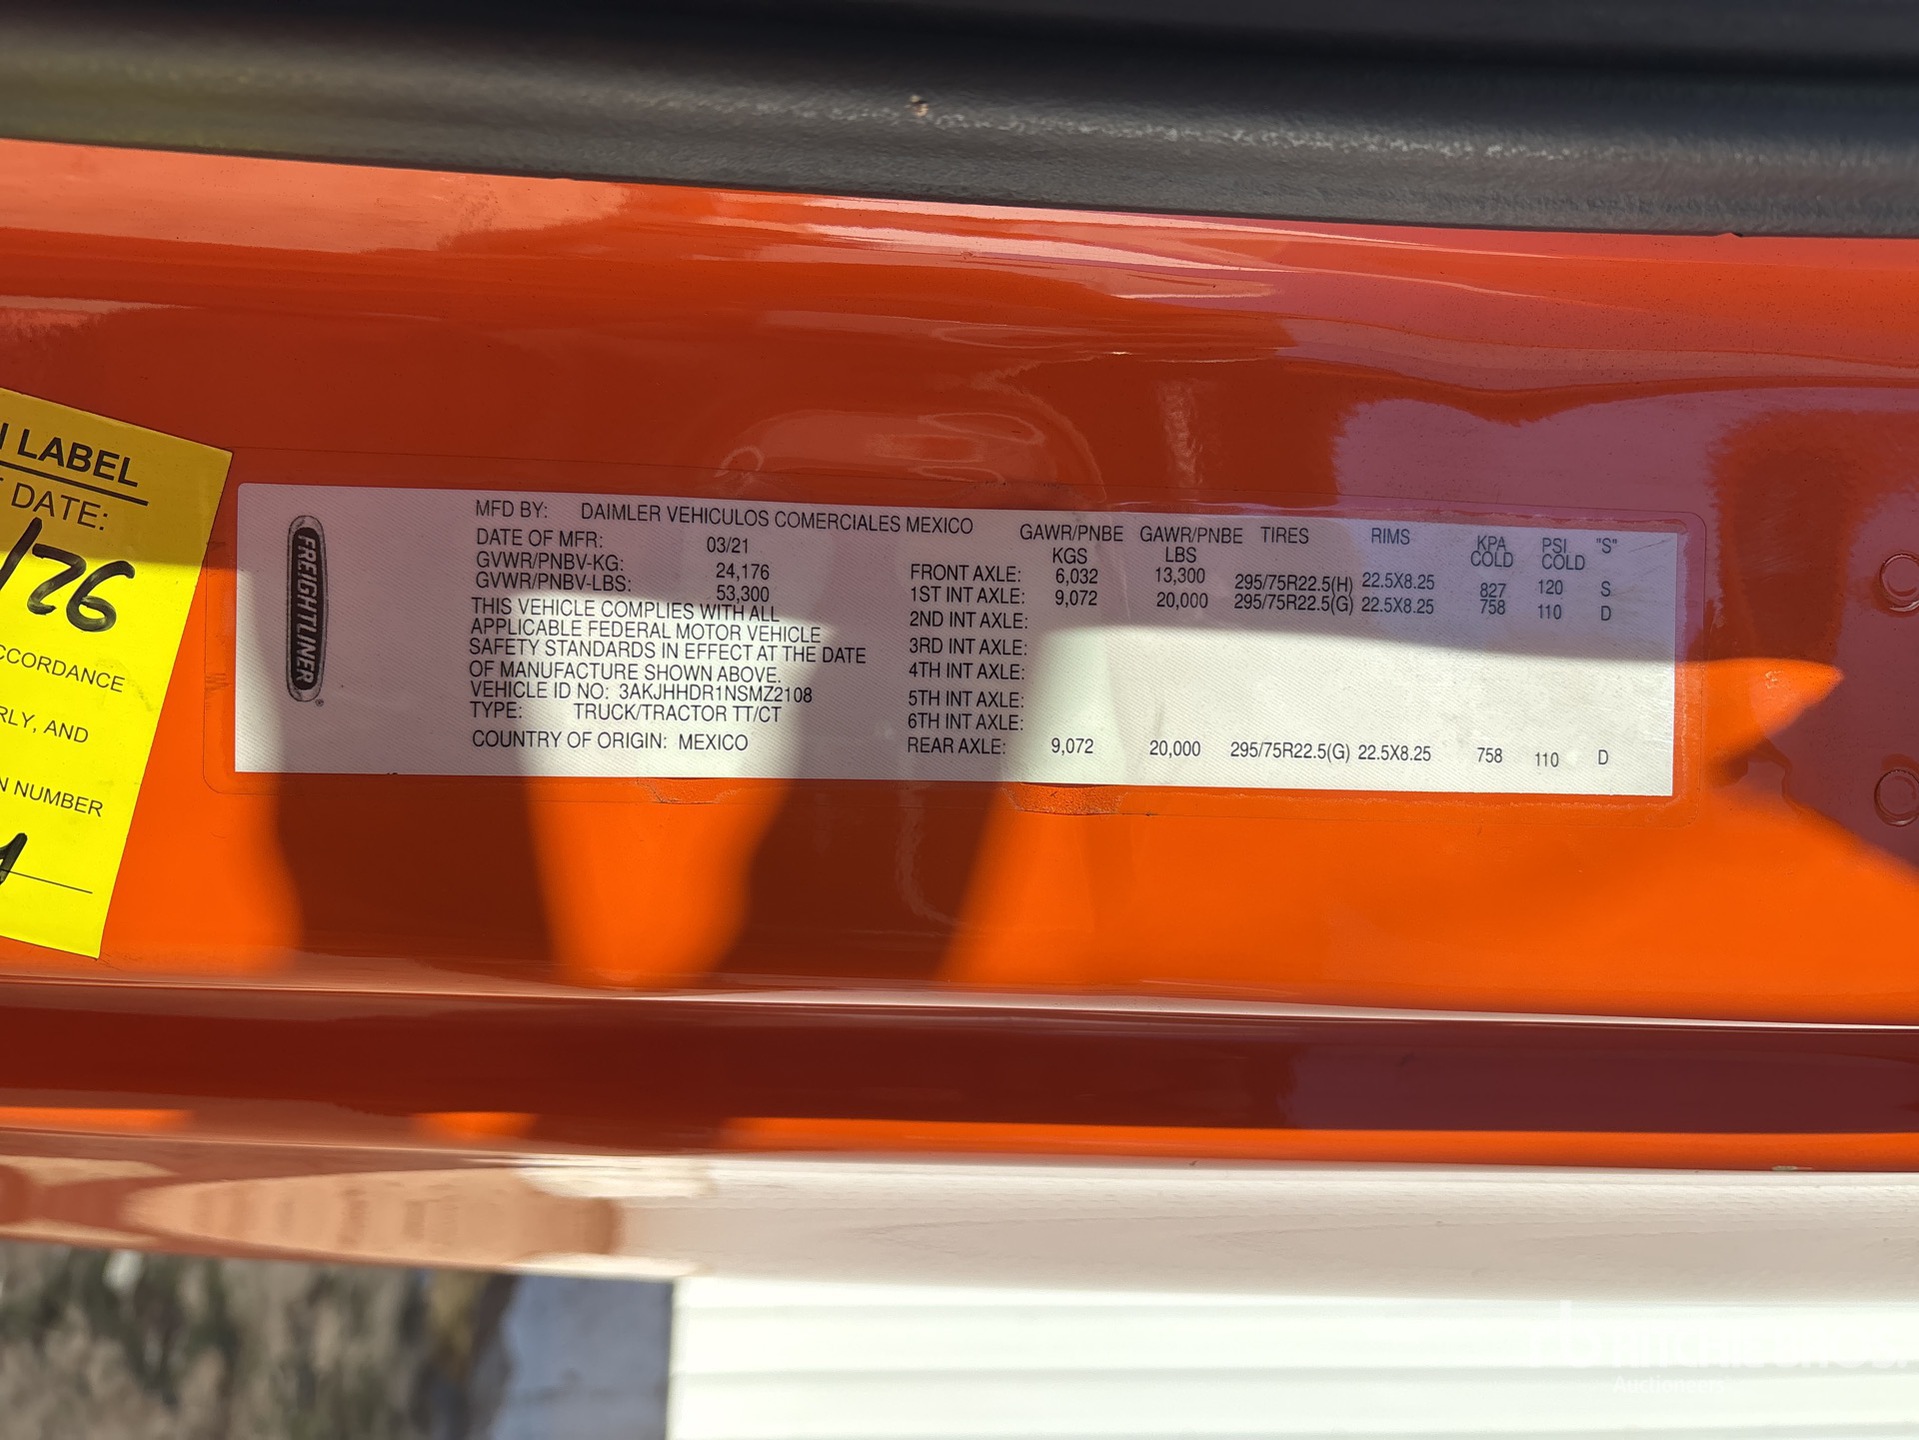 LABEL
DATE:
/26
ACCORDANCE
RLY, AND
N NUMBER
FREIGHTLINER
MFD BY: DAIMLER VEHICULOS COMERCIALES MEXICO
DATE OF MFR: 03/21
GVWR/PNBV-KG: 24,176
GVWR/PNBV-LBS: 53,300
THIS VEHICLE COMPLIES WITH ALL
APPLICABLE FEDERAL MOTOR VEHICLE
SAFETY STANDARDS IN EFFECT AT THE DATE
OF MANUFACTURE SHOWN ABOVE.
VEHICLE ID NO: 3AKJHHDR1NSMZ2108
TYPE: TRUCK/TRACTOR TT/CT
COUNTRY OF ORIGIN: MEXICO
GAWR/PNBE KGS GAWR/PNBE LBS TIRES RIMS KPA COLD PSI COLD "S"
FRONT AXLE: 6,032 13,300 295/75R22.5(H) 22.5X8.25 827 120 S
1ST INT AXLE: 9,072 20,000 295/75R22.5(G) 22.5X8.25 758 110 D
2ND INT AXLE:
3RD INT AXLE:
4TH INT AXLE:
5TH INT AXLE:
6TH INT AXLE:
REAR AXLE: 9,072 20,000 295/75R22.5(G) 22.5X8.25 758 110 D
Auctioneers